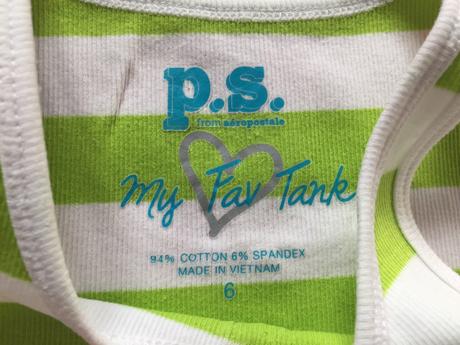 p.s.
from aéropostale
My Fav Tank
94% COTTON 6% SPANDEX
MADE IN VIETNAM
6